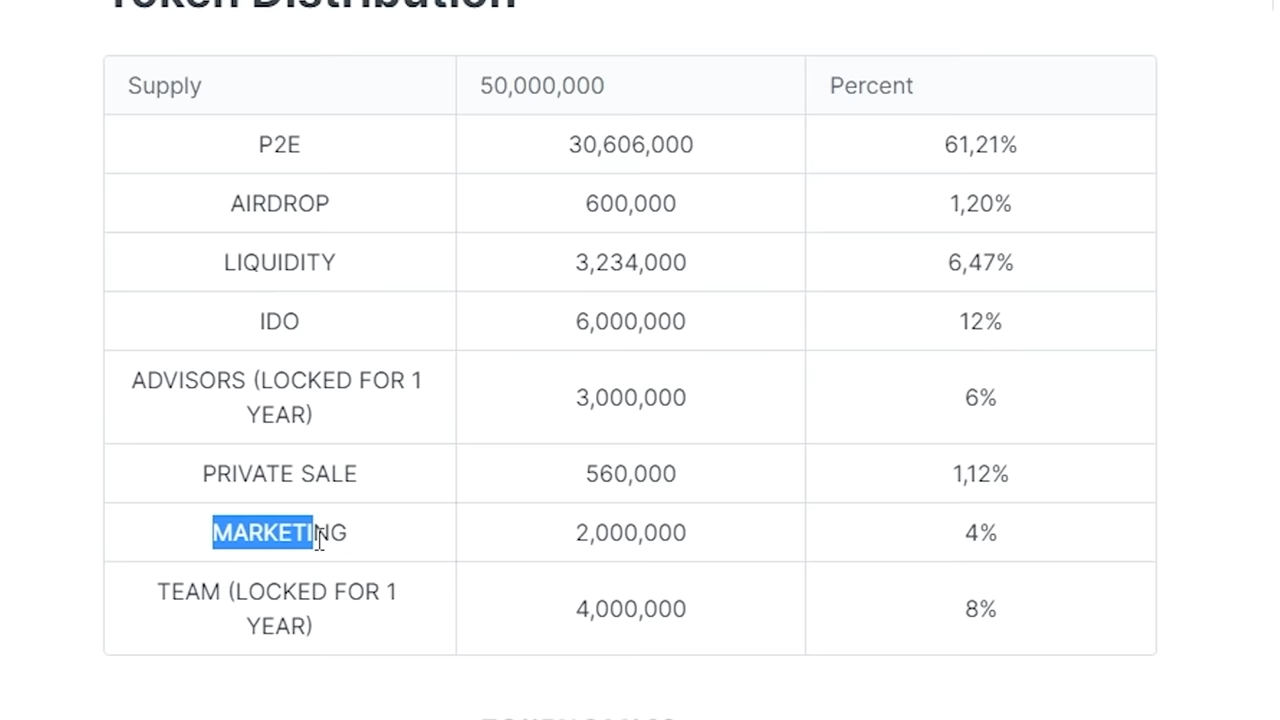 Token Distribution
Supply 50,000,000 Percent
P2E 30,606,000 61,21%
AIRDROP 600,000 1,20%
LIQUIDITY 3,234,000 6,47%
IDO 6,000,000 12%
ADVISORS (LOCKED FOR 1
YEAR) 3,000,000 6%
PRIVATE SALE 560,000 1,12%
MARKETING 2,000,000 4%
TEAM (LOCKED FOR 1
YEAR) 4,000,000 8%